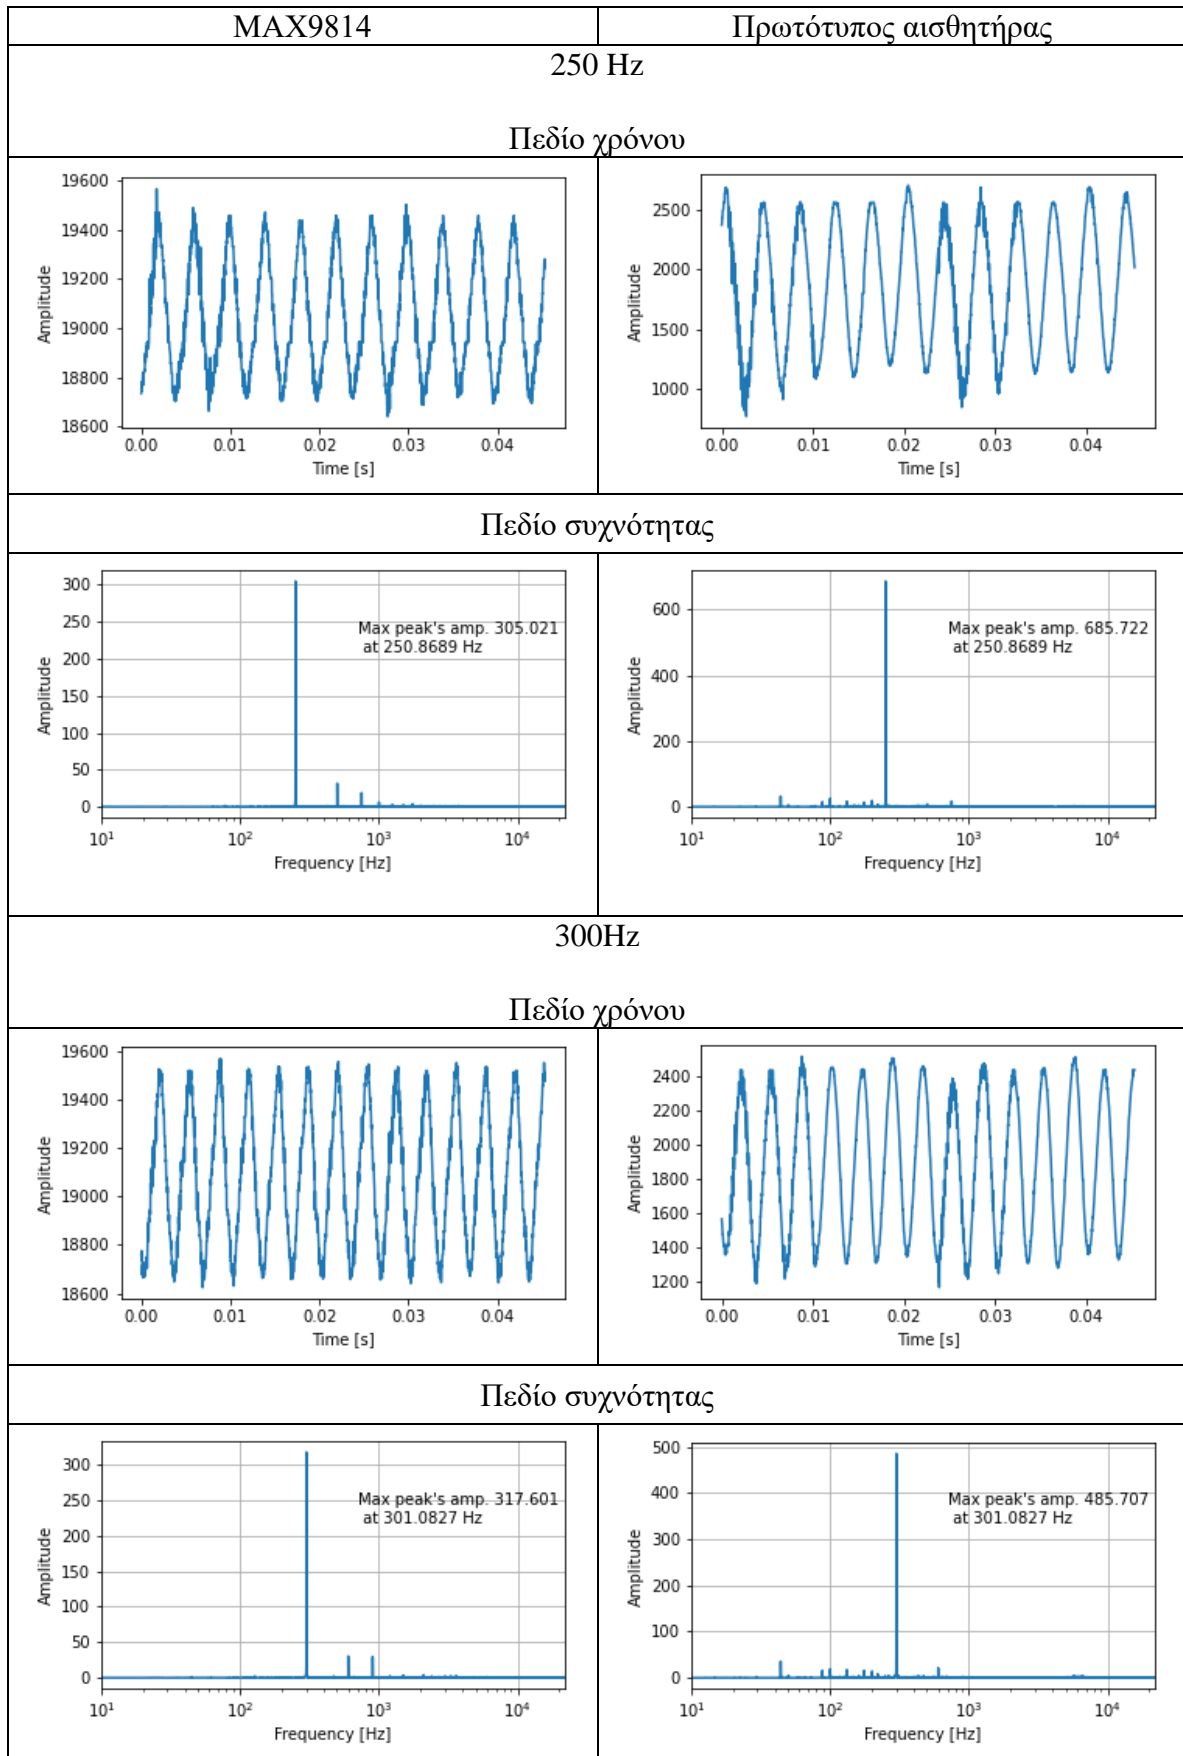 MAX9814 Πρωτότυπος αισθητήρας
250 Hz
Πεδίο χρόνου
19600
19400
19200
19000
18800
18600
Amplitude
0.00 0.01 0.02 0.03 0.04
Time [s]
2500
2000
1500
1000
Amplitude
0.00 0.01 0.02 0.03 0.04
Time [s]
Πεδίο συχνότητας
300
250
200
150
100
50
0
Amplitude
Max peak's amp. 305.021
at 250.8689 Hz
10¹ 10² 10³ 10⁴
Frequency [Hz]
600
400
200
0
Amplitude
Max peak's amp. 685.722
at 250.8689 Hz
10¹ 10² 10³ 10⁴
Frequency [Hz]
300Hz
Πεδίο χρόνου
19600
19400
19200
19000
18800
18600
Amplitude
0.00 0.01 0.02 0.03 0.04
Time [s]
2400
2200
2000
1800
1600
1400
1200
Amplitude
0.00 0.01 0.02 0.03 0.04
Time [s]
Πεδίο συχνότητας
300
250
200
150
100
50
0
Amplitude
Max peak's amp. 317.601
at 301.0827 Hz
10¹ 10² 10³ 10⁴
Frequency [Hz]
500
400
300
200
100
0
Amplitude
Max peak's amp. 485.707
at 301.0827 Hz
10¹ 10² 10³ 10⁴
Frequency [Hz]